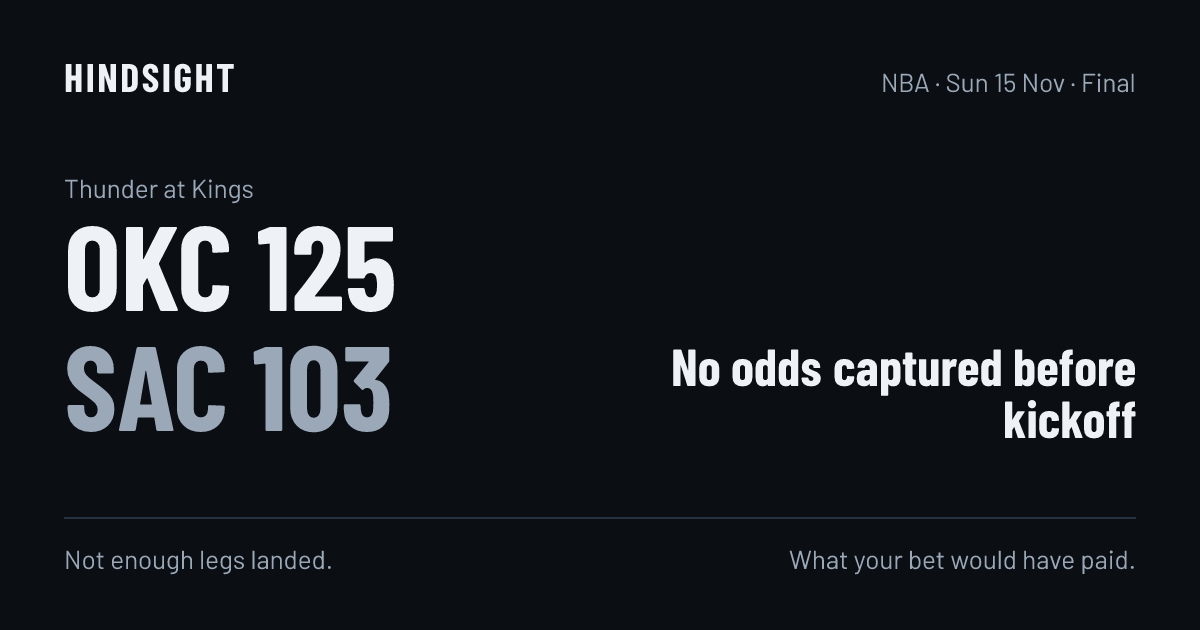 HINDSIGHT
NBA · Sun 15 Nov · Final
Thunder at Kings
OKC 125
SAC 103
No odds captured before
kickoff
Not enough legs landed.
What your bet would have paid.